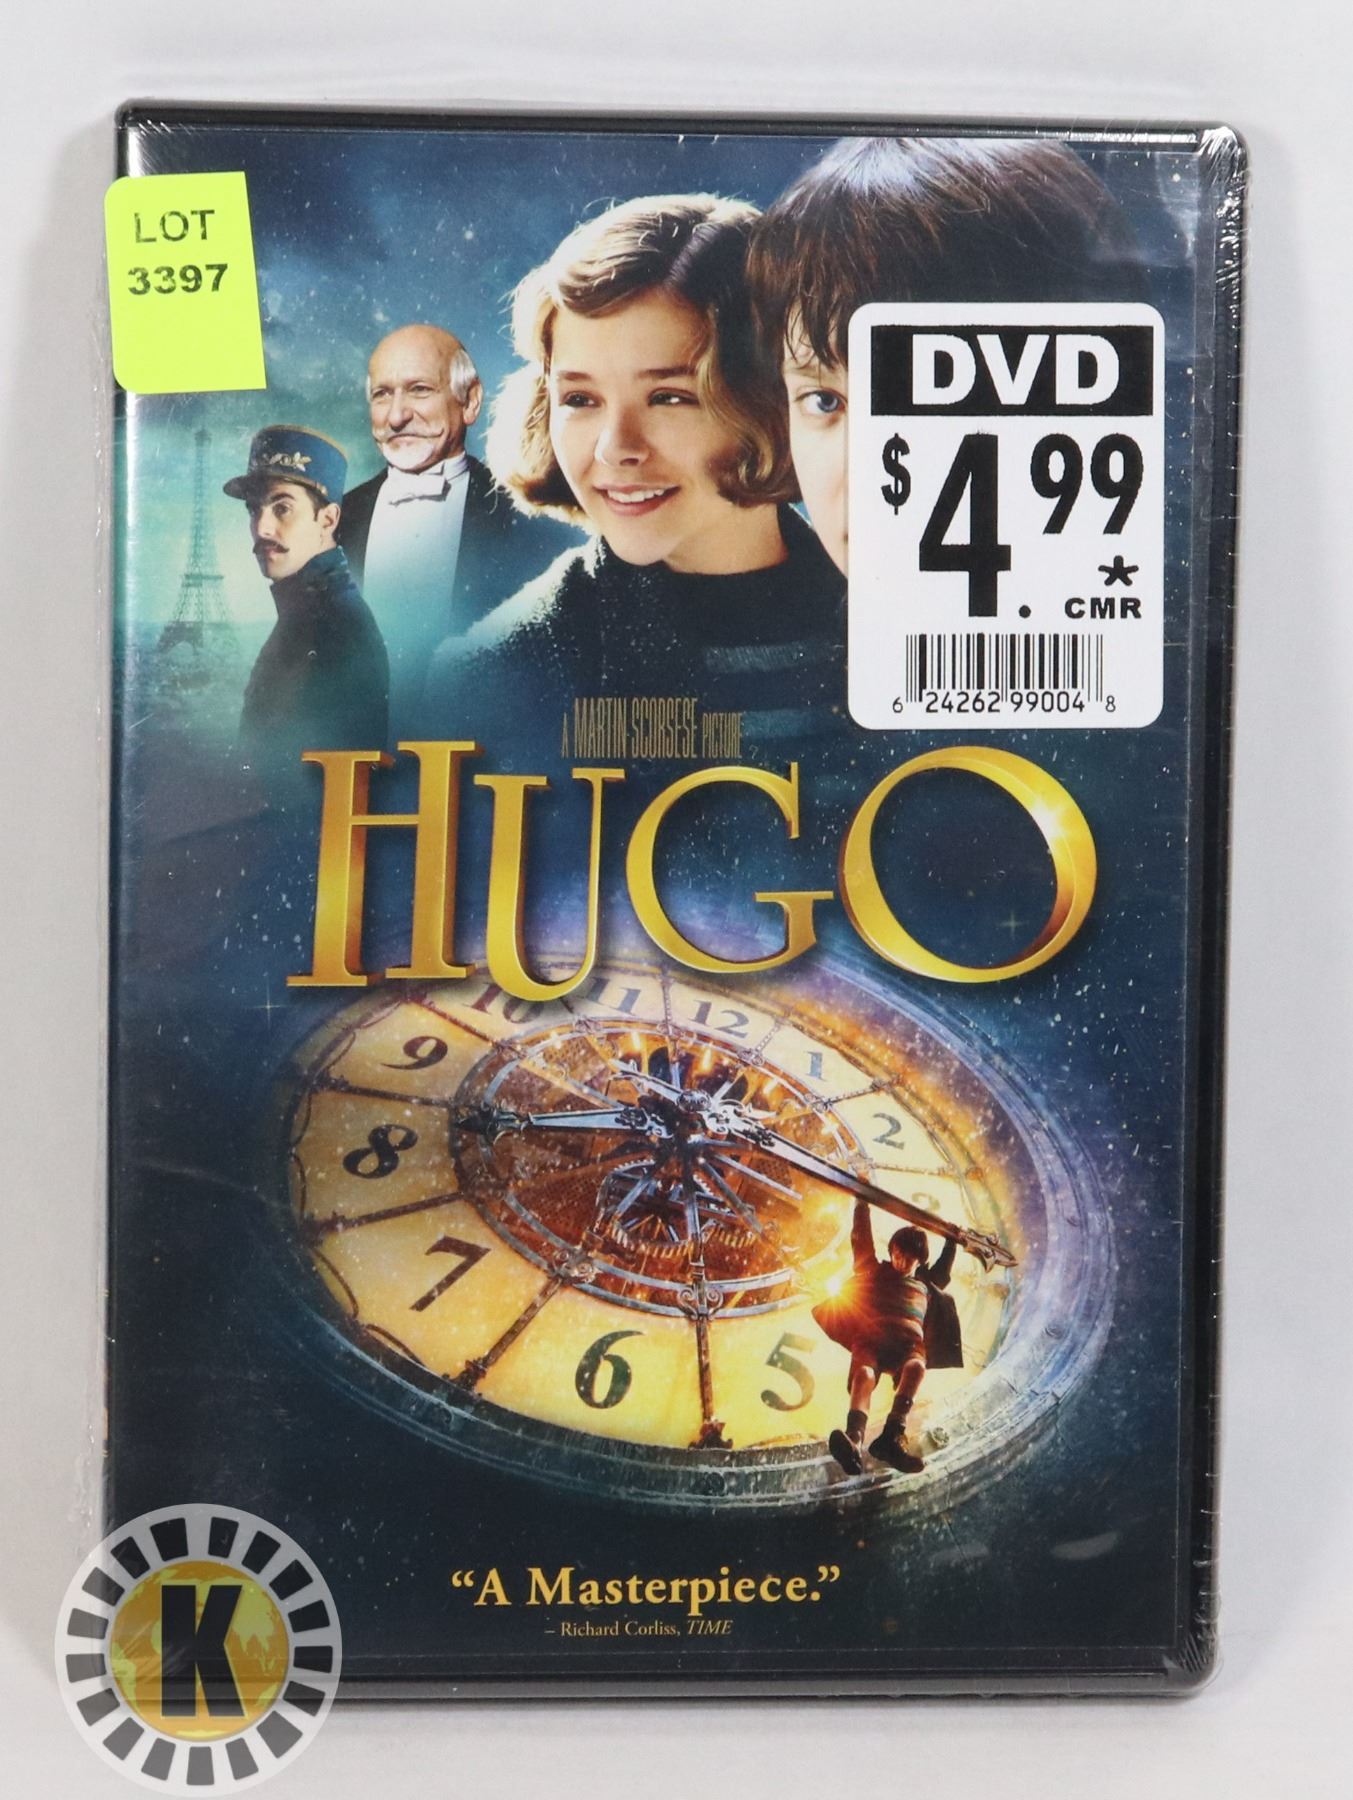 LOT
3397
DVD
$4.99
*
CMR
6 24262 99004 8
A MARTIN SCORSESE PICTURE
HUGO
10 11 12
9 1
8 2
3
7
6 5
“A Masterpiece.”
– Richard Corliss, TIME
K